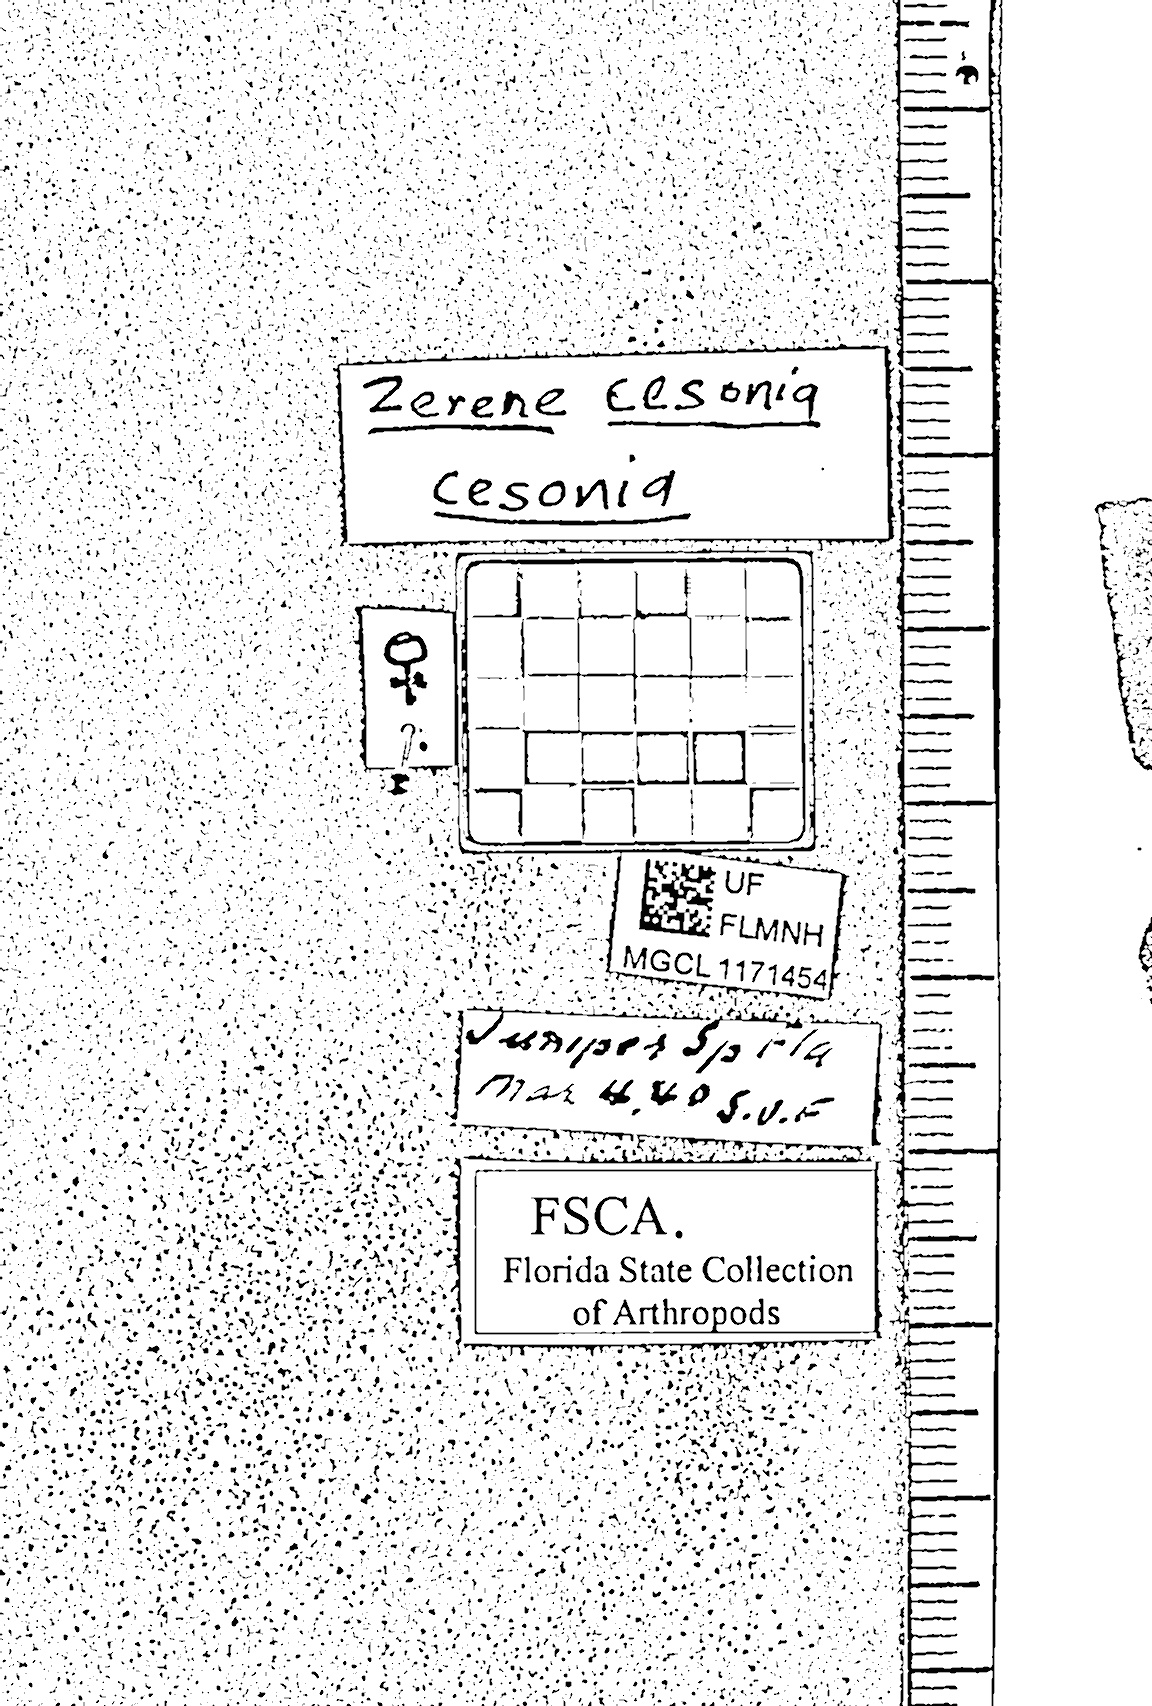 Zerene cesonia
cesonia
♀
UF
FLMNH
MGCL 1171454
Juniper Sp Fla
Mar 4.40 S.V.F
FSCA.
Florida State Collection
of Arthropods